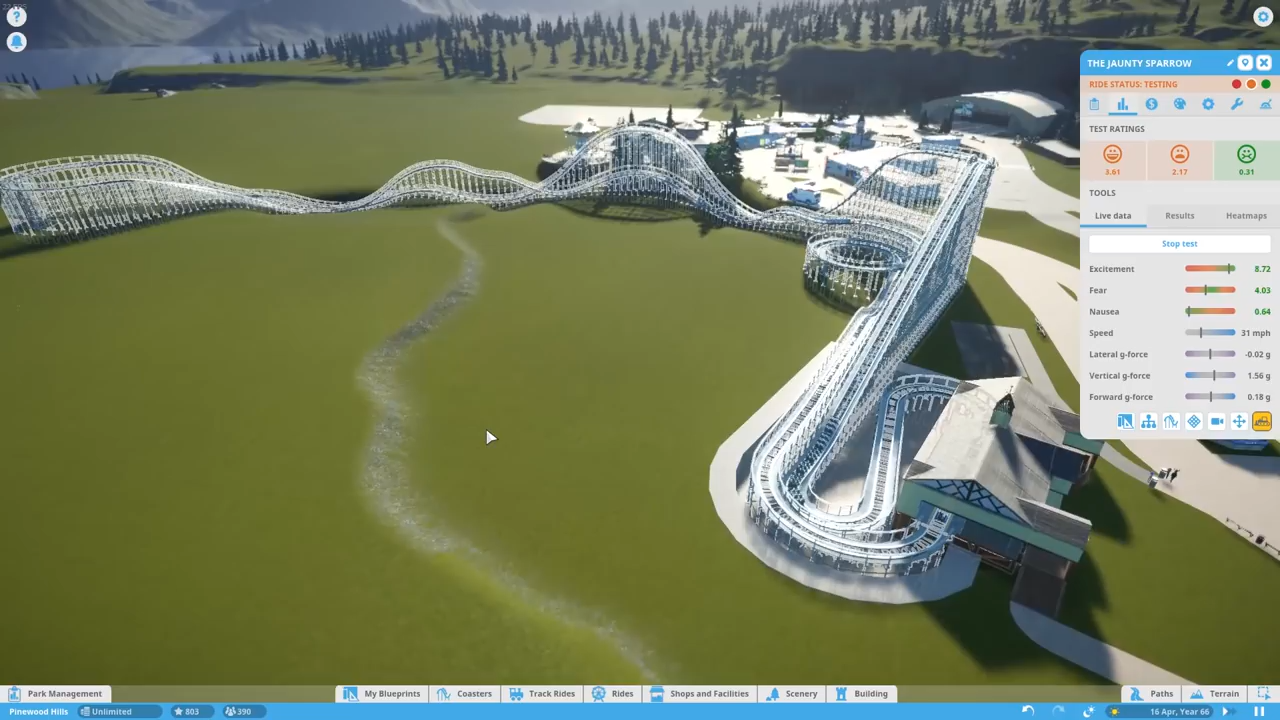 ?
THE JAUNTY SPARROW
RIDE STATUS: TESTING
TEST RATINGS
3.61 2.17 0.31
TOOLS
Live data Results Heatmaps
Stop test
Excitement 8.72
Fear 4.03
Nausea 0.64
Speed 31 mph
Lateral g-force -0.02 g
Vertical g-force 1.56 g
Forward g-force 0.18 g
Park Management My Blueprints Coasters Track Rides Rides Shops and Facilities Scenery Building Paths Terrain
Pinewood Hills Unlimited 803 390 16 Apr, Year 66